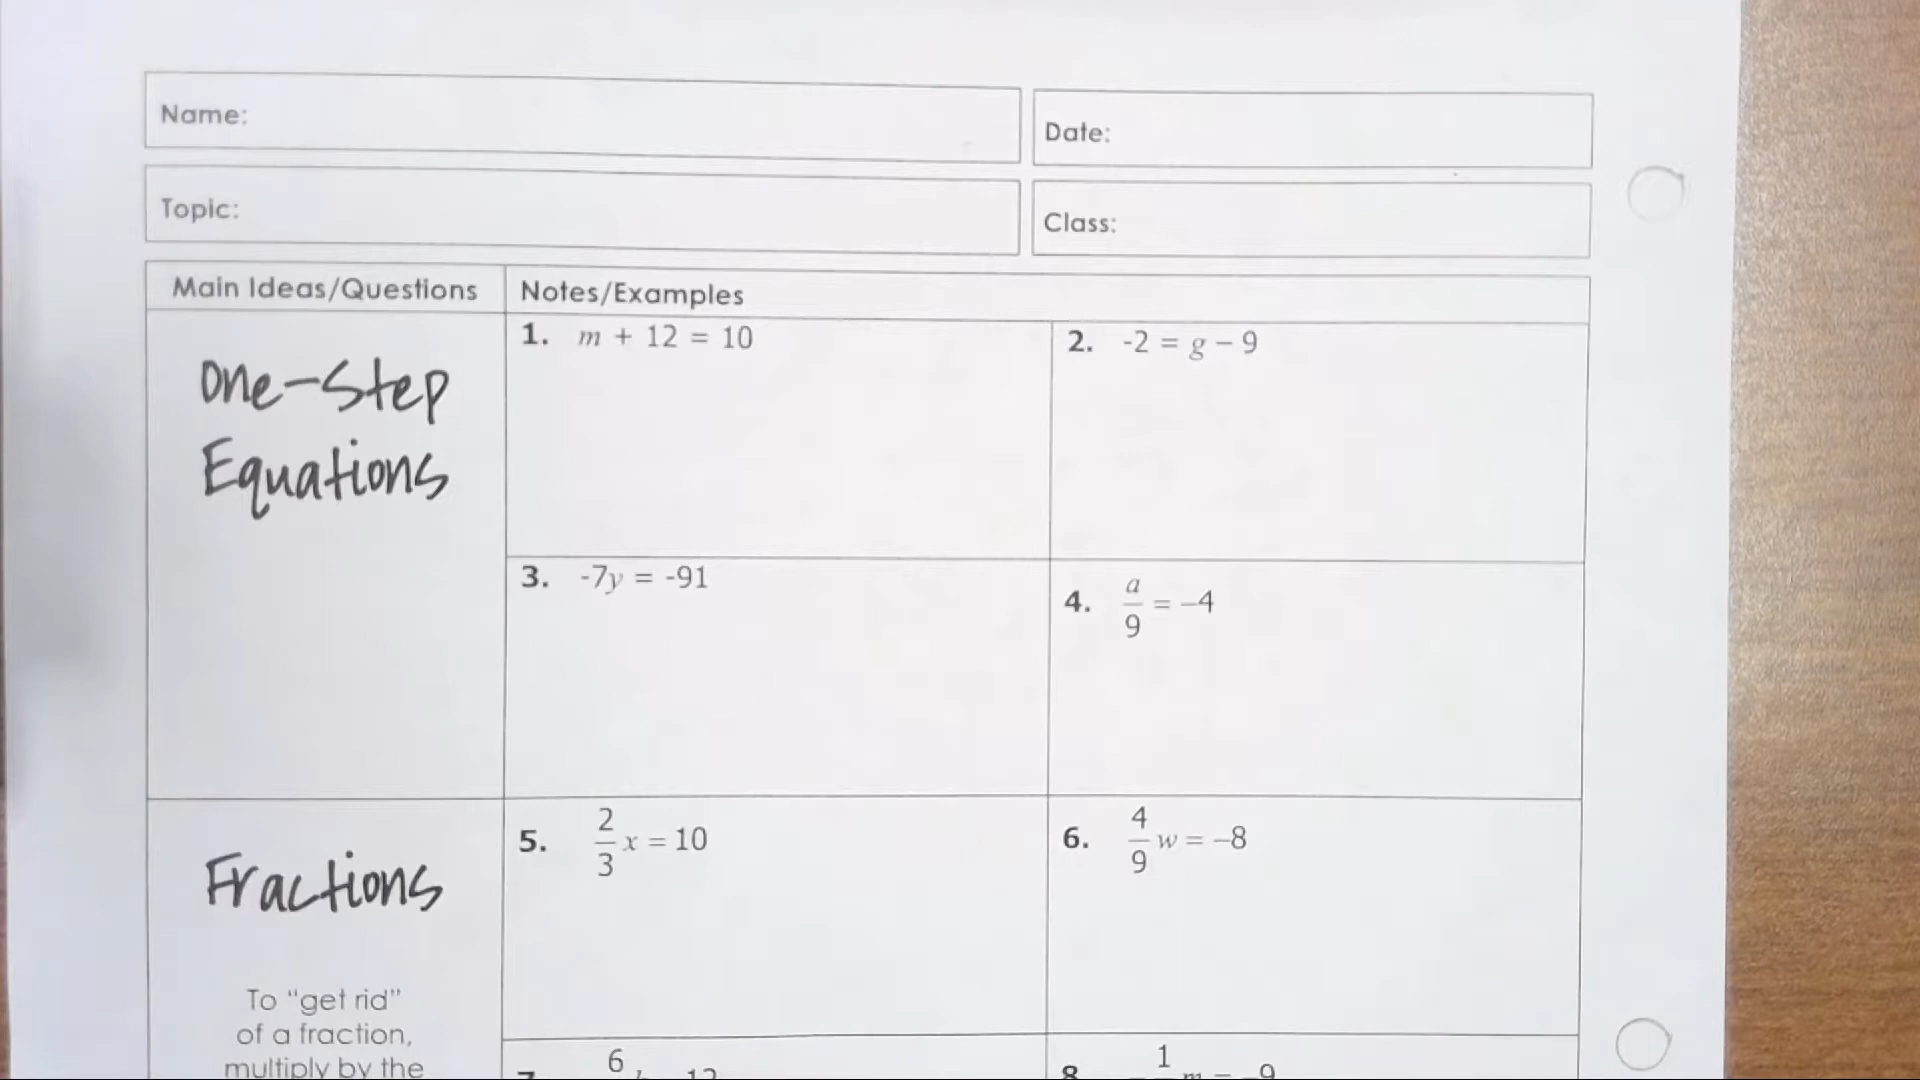 Name:
Date:
Topic:
Class:
Main Ideas/Questions
Notes/Examples
One-Step
Equations
1. m + 12 = 10
2. -2 = g – 9
3. -7y = -91
4. a/9 = –4
Fractions
5. 2/3 x = 10
6. 4/9 w = –8
To "get rid"
of a fraction,
multiply by the